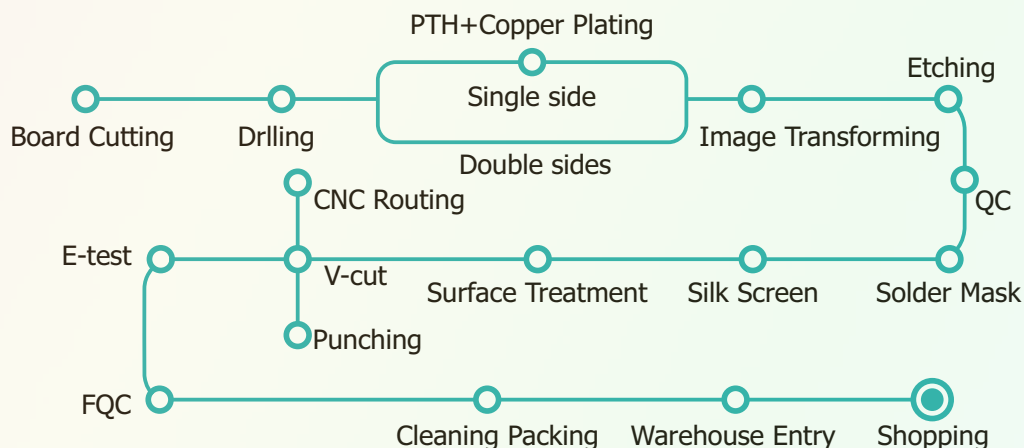 PTH+Copper Plating
Etching
Single side
Board Cutting
Drlling
Image Transforming
Double sides
CNC Routing
QC
E-test
V-cut
Surface Treatment
Silk Screen
Solder Mask
Punching
FQC
Cleaning Packing
Warehouse Entry
Shopping